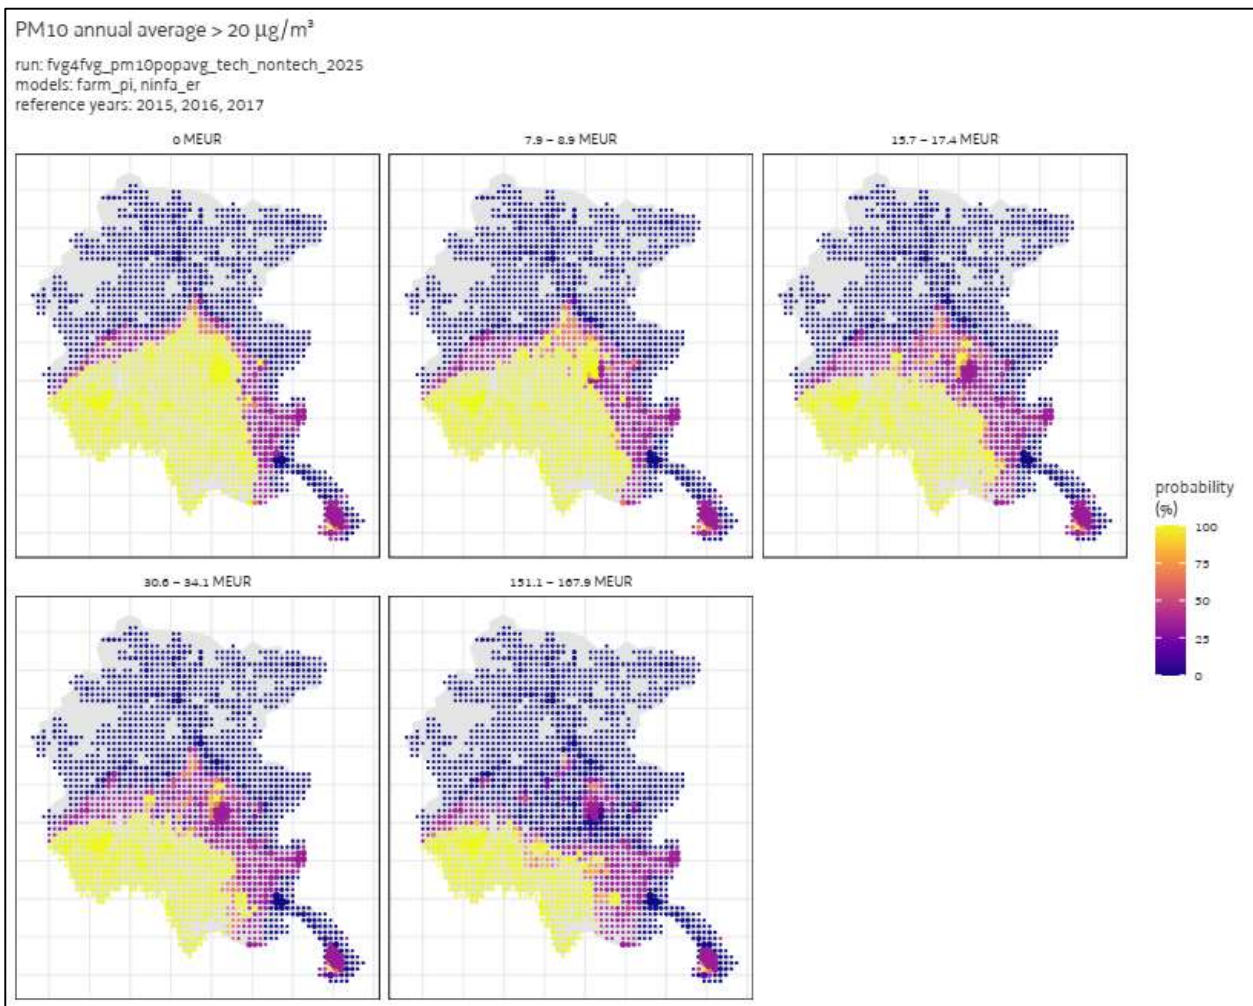 PM10 annual average > 20 µg/m³
run: fvg4fvg_pm10popavg_tech_nontech_2025
models: farm_pi, ninfa_er
reference years: 2015, 2016, 2017
0 MEUR
7.9 – 8.9 MEUR
15.7 – 17.4 MEUR
30.6 – 34.1 MEUR
151.1 – 167.9 MEUR
probability
(%)
100
75
50
25
0